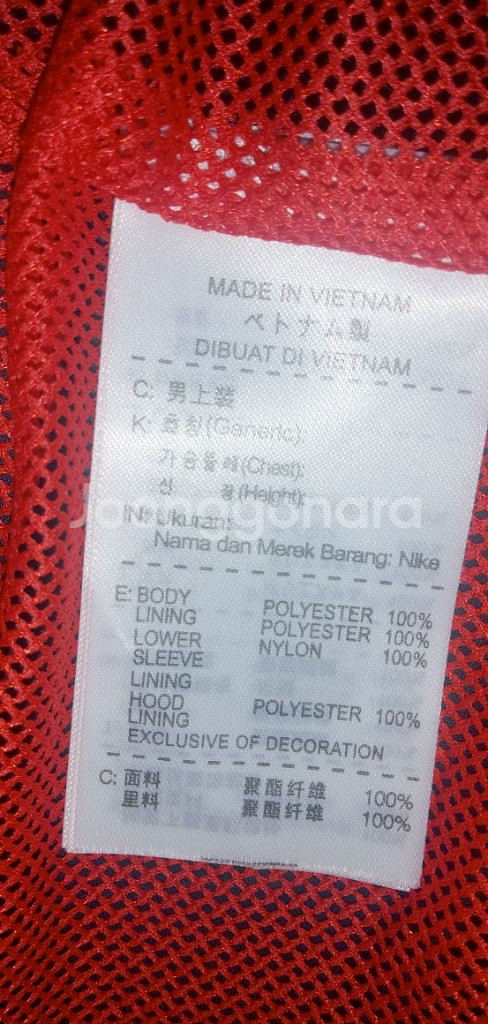 MADE IN VIETNAM
ベトナム製
DIBUAT DI VIETNAM
C: 男上装
K: 호칭(Generic):
가슴둘레(Chest):
신 장(Height):
Joonggonara
IN: Ukuran:
Nama dan Merek Barang: Nike
E: BODY POLYESTER 100%
LINING POLYESTER 100%
LOWER NYLON 100%
SLEEVE
LINING
HOOD POLYESTER 100%
LINING
EXCLUSIVE OF DECORATION
C: 面料 聚酯纤维 100%
里料 聚酯纤维 100%